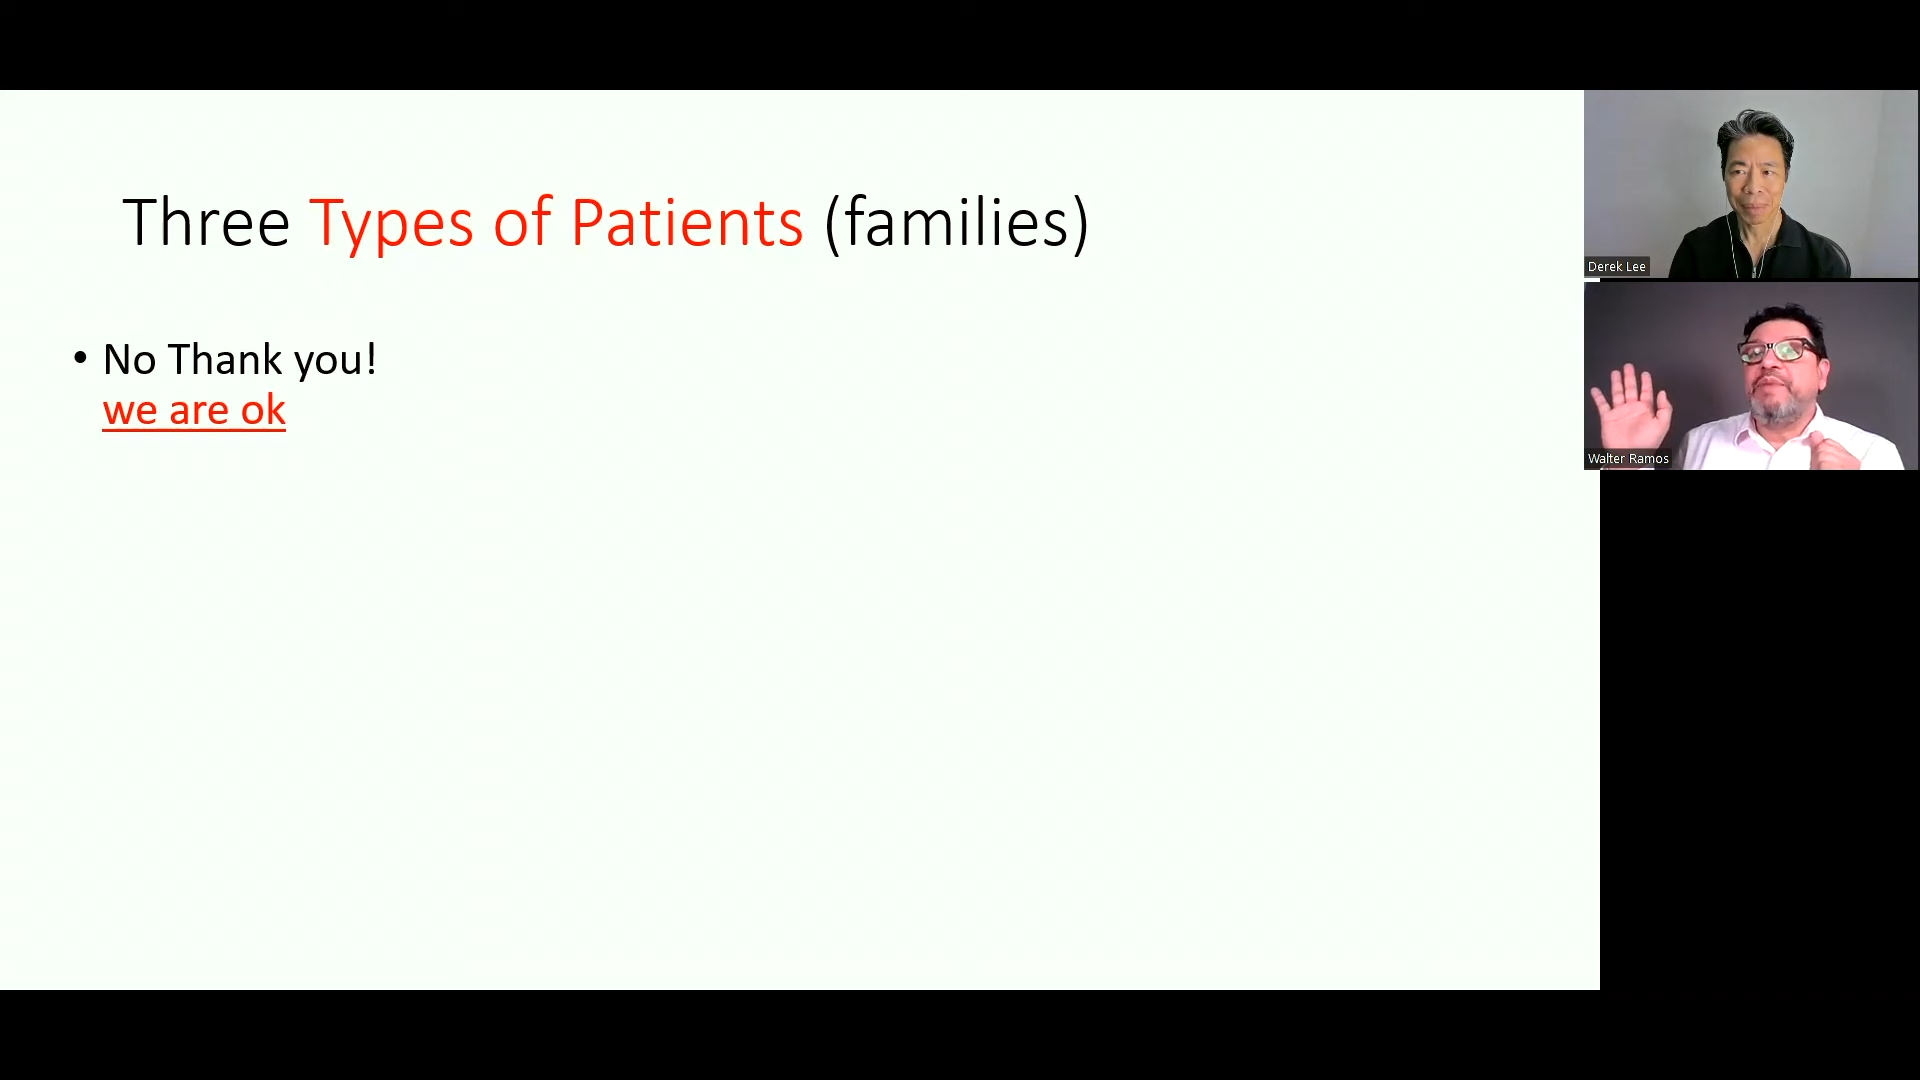 Three Types of Patients (families)
• No Thank you!
we are ok
Derek Lee
Walter Ramos